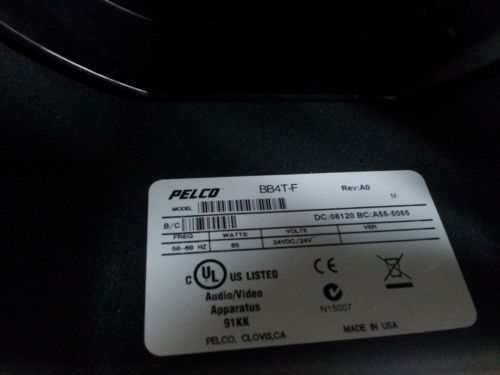 PELCO BB4T-F Rev:A0
MODEL M
B/C DC:08120 BC:A55-5085
FREQ WATTS VOLTS VER
50-60 HZ 65 24VDC/24V~
C UL US LISTED CE
Audio/Video
Apparatus
91KK N15007
PELCO, CLOVIS,CA MADE IN USA